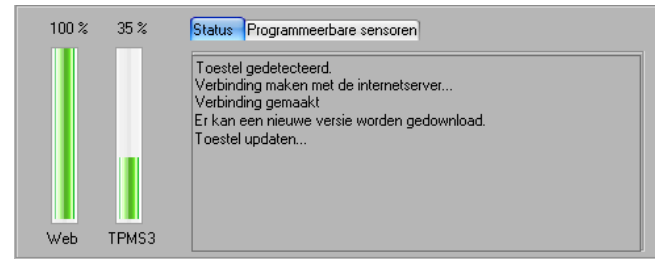 100 % 35 %
Status Programmeerbare sensoren
Toestel gedetecteerd.
Verbinding maken met de internetserver...
Verbinding gemaakt
Er kan een nieuwe versie worden gedownload.
Toestel updaten...
Web TPMS3